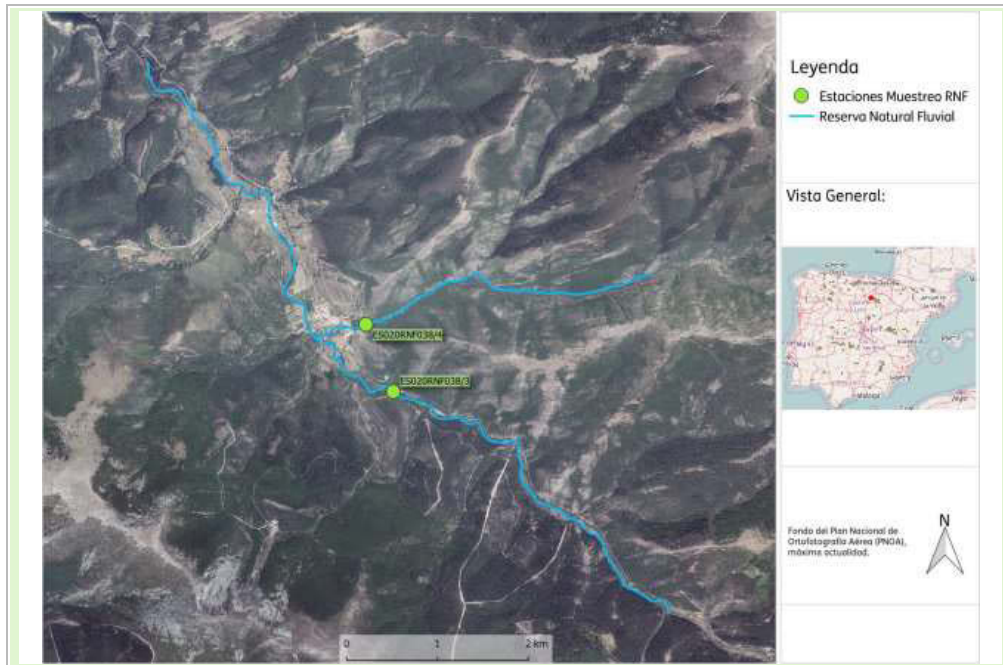 Leyenda
Estaciones Muestreo RNF
Reserva Natural Fluvial
Vista General:
ES020RNF038/4
ES020RNF038/3
Fondo del Plan Nacional de
Ortofotografía Aérea (PNOA),
máxima actualidad.
N
0 1 2 km